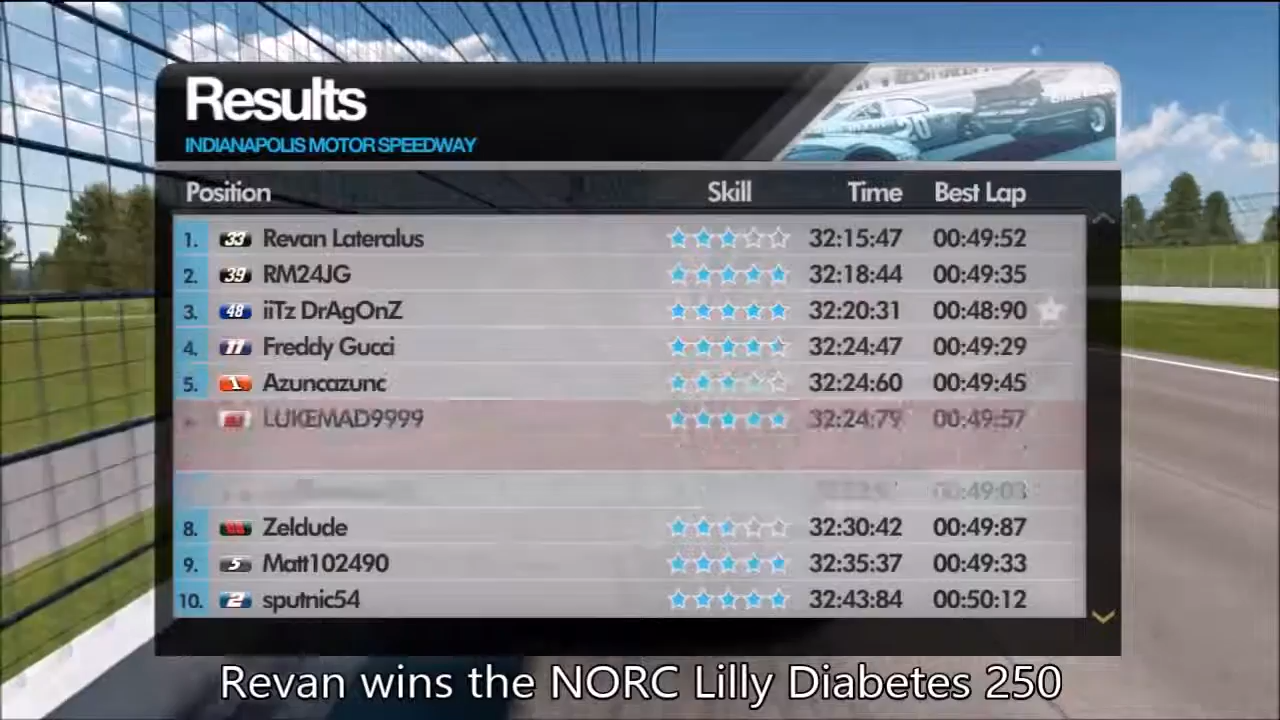 Results
INDIANAPOLIS MOTOR SPEEDWAY
Position Skill Time Best Lap
1. 33 Revan Lateralus 32:15:47 00:49:52
2. 39 RM24JG 32:18:44 00:49:35
3. 48 iiTz DrAgOnZ 32:20:31 00:48:90
4. 11 Freddy Gucci 32:24:47 00:49:29
5. 1 Azuncazunc 32:24:60 00:49:45
LUKEMAD9999 32:24:79 00:49:57
00:49:03
8. Zeldude 32:30:42 00:49:87
9. 5 Matt102490 32:35:37 00:49:33
10. 2 sputnic54 32:43:84 00:50:12
Revan wins the NORC Lilly Diabetes 250